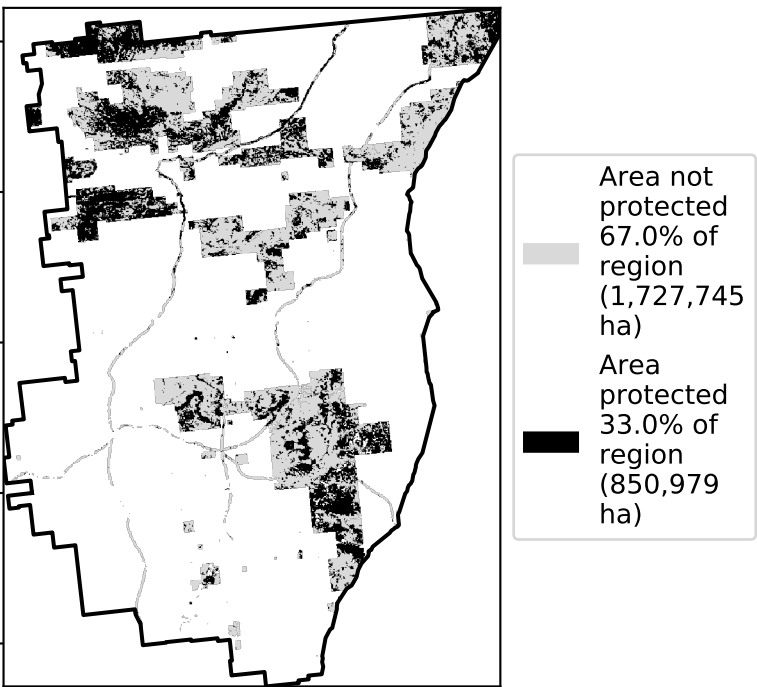 Area not
protected
67.0% of
region
(1,727,745
ha)
Area
protected
33.0% of
region
(850,979
ha)